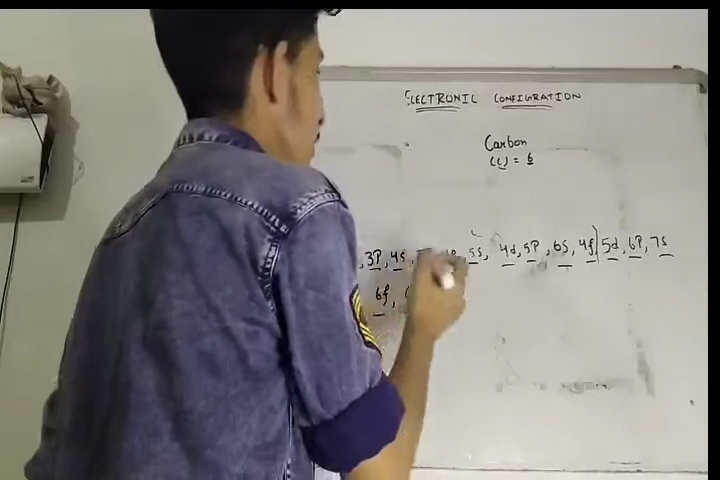 ELECTRONIC CONFIGRATION
Carbon
(C) = 6
, 3P, 4S, 5S, 4d, 5P, 6S, 4f, 5d, 6P, 7S
6f,